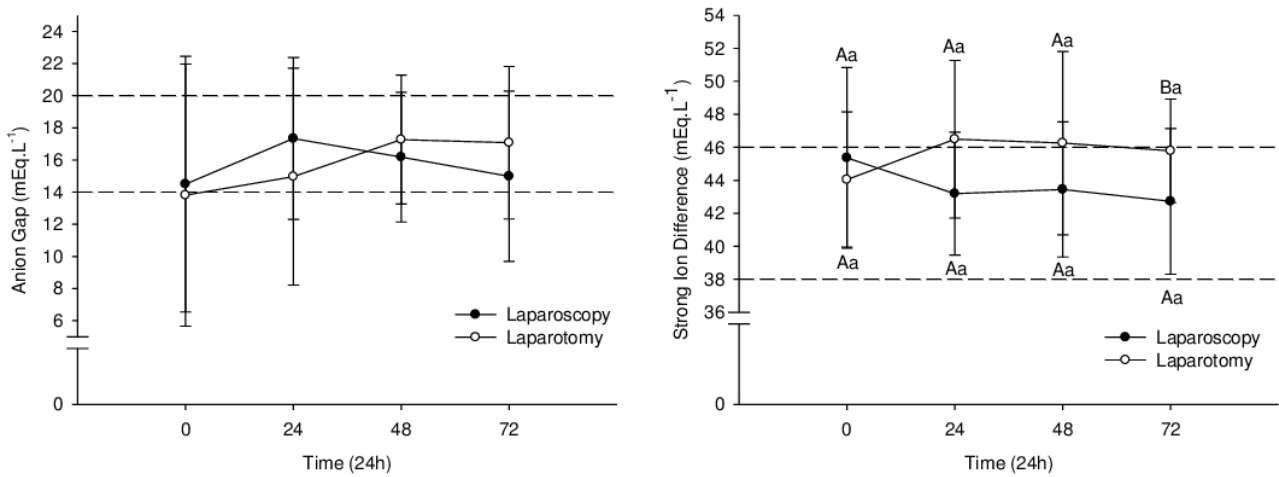 24
22
20
18
16
14
12
10
8
6
0
Anion Gap (mEq.L⁻¹)
Laparoscopy
Laparotomy
0 24 48 72
Time (24h)
54
52
50
48
46
44
42
40
38
36
0
Strong Ion Difference (mEq.L⁻¹)
Aa Aa Aa Ba
Aa Aa Aa Aa
Laparoscopy
Laparotomy
0 24 48 72
Time (24h)